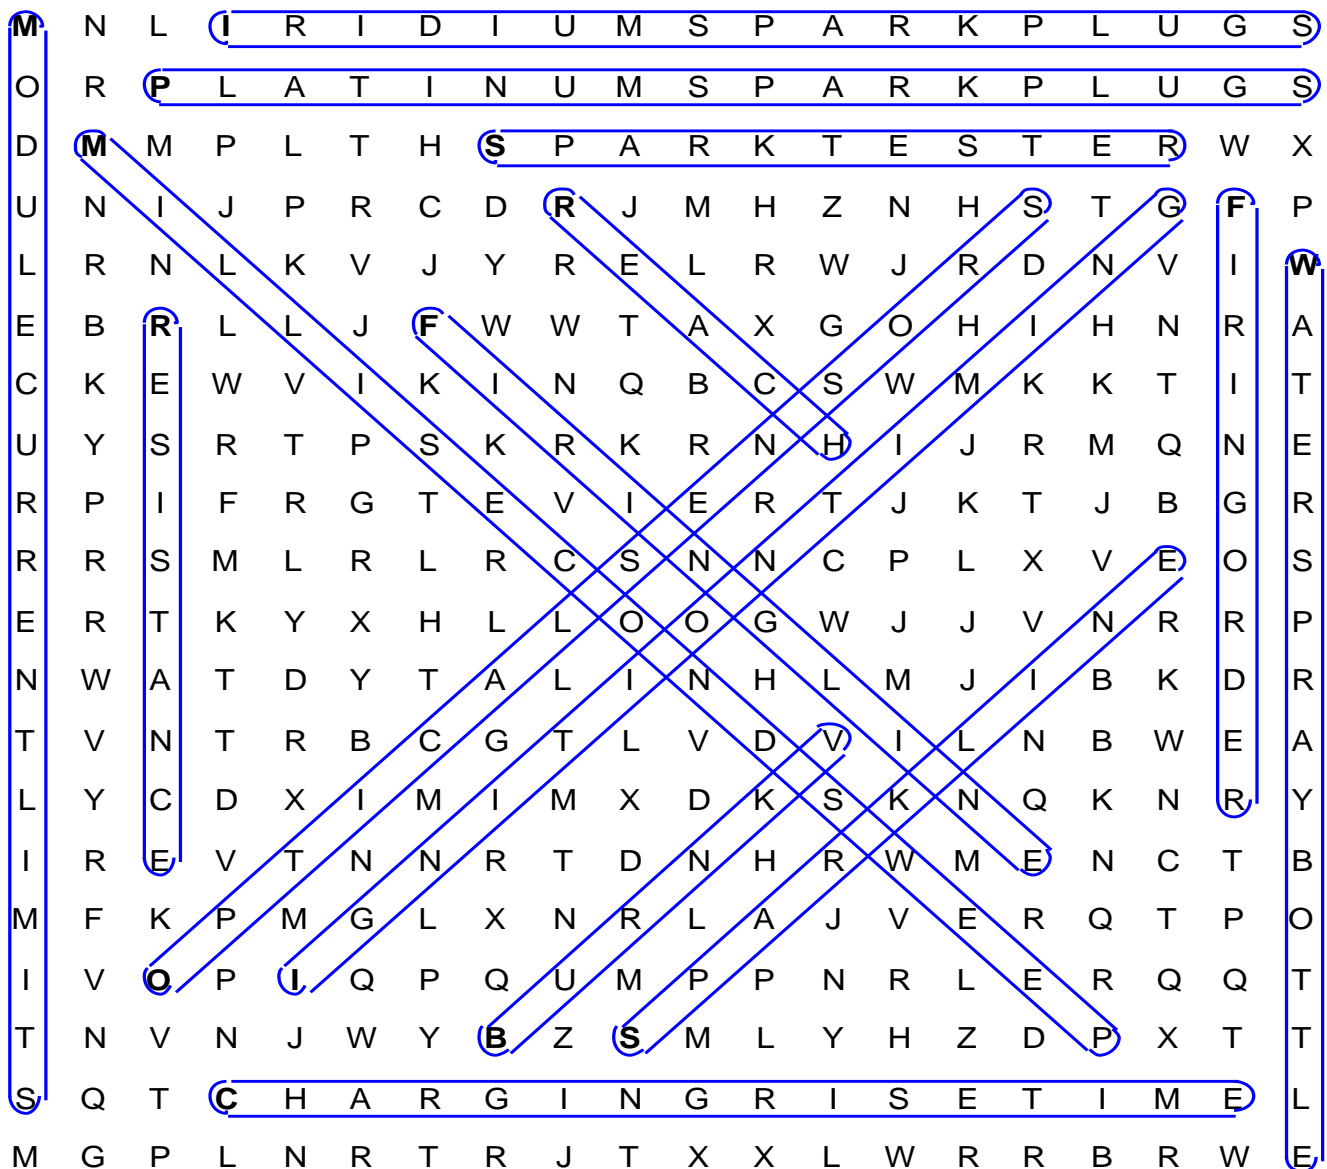 M N L I R I D I U M S P A R K P L U G S
O R P L A T I N U M S P A R K P L U G S
D M M P L T H S P A R K T E S T E R W X
U N I J P R C D R J M H Z N H S T G F P
L R N L K V J Y R E L R W J R D N V I W
E B R L L J F W W T A X G O H I H N R A
C K E W V I K I N Q B C S W M K K T I T
U Y S R T P S K R K R N H I J R M Q N E
R P I F R G T E V I E R T J K T J B G R
R R S M L R L R C S N N C P L X V E O S
E R T K Y X H L L O O G W J J V N R R P
N W A T D Y T A L I N H L M J I B K D R
T V N T R B C G T L V D V I L N B W E A
L Y C D X I M I M X D K S K N Q K N R Y
I R E V T N N R T D N H R W M E N C T B
M F K P M G L X N R L A J V E R Q T P O
I V O P I Q P Q U M P P N R L E R Q Q T
T N V N J W Y B Z S M L Y H Z D P X T T
S Q T C H A R G I N G R I S E T I M E L
M G P L N R T R J T X X L W R R B R W E